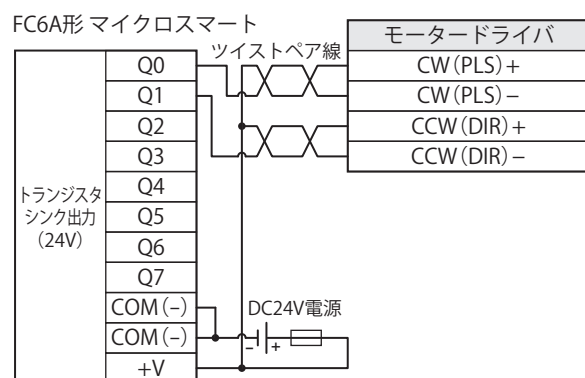 FC6A形 マイクロスマート
ツイストペア線
モータードライバ
Q0
CW(PLS)+
Q1
CW(PLS)−
Q2
CCW(DIR)+
Q3
CCW(DIR)−
トランジスタ
シンク出力
(24V)
Q4
Q5
Q6
Q7
COM(−)
DC24V電源
COM(−)
− +
+V